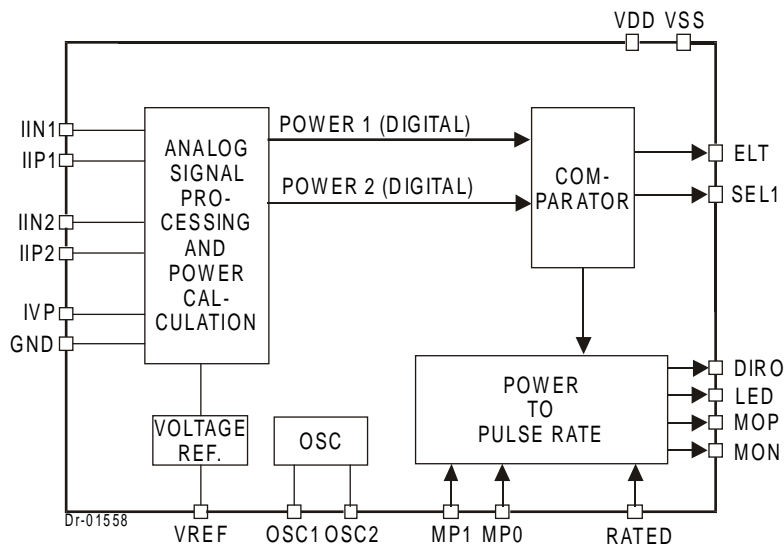 VDD VSS
IIN1
IIP1
IIN2
IIP2
IVP
GND
ANALOG
SIGNAL
PRO-
CESSING
AND
POWER
CAL-
CULATION
POWER 1 (DIGITAL)
POWER 2 (DIGITAL)
COM-
PARATOR
ELT
SEL1
POWER
TO
PULSE RATE
DIRO
LED
MOP
MON
VOLTAGE
REF.
OSC
Dr-01558
VREF OSC1 OSC2 MP1 MP0 RATED